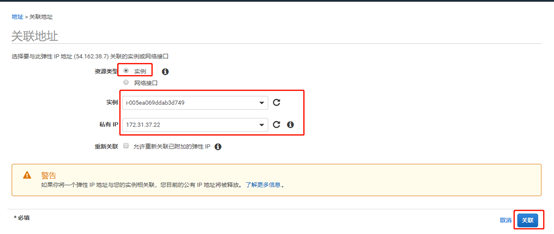 地址 > 关联地址
关联地址
选择要与此弹性 IP 地址 (54.162.38.7) 关联的实例或网络接口
资源类型 实例
网络接口
实例 i-005ea069ddab3d749
私有 IP 172.31.37.22
重新关联 允许重新关联已附加的弹性 IP
警告
如果你将一个弹性 IP 地址与您的实例相关联，您目前的公有 IP 地址将被释放。了解更多信息。
* 必填 取消 关联